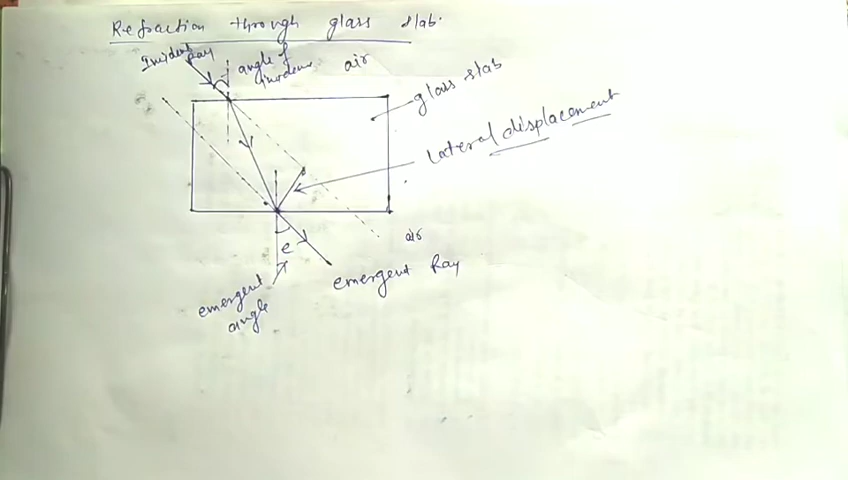 Refraction through glass slab.
Incident Ray
angle of incidence
air
glass slab
Lateral displacement
air
e
emergent Ray
emergent angle